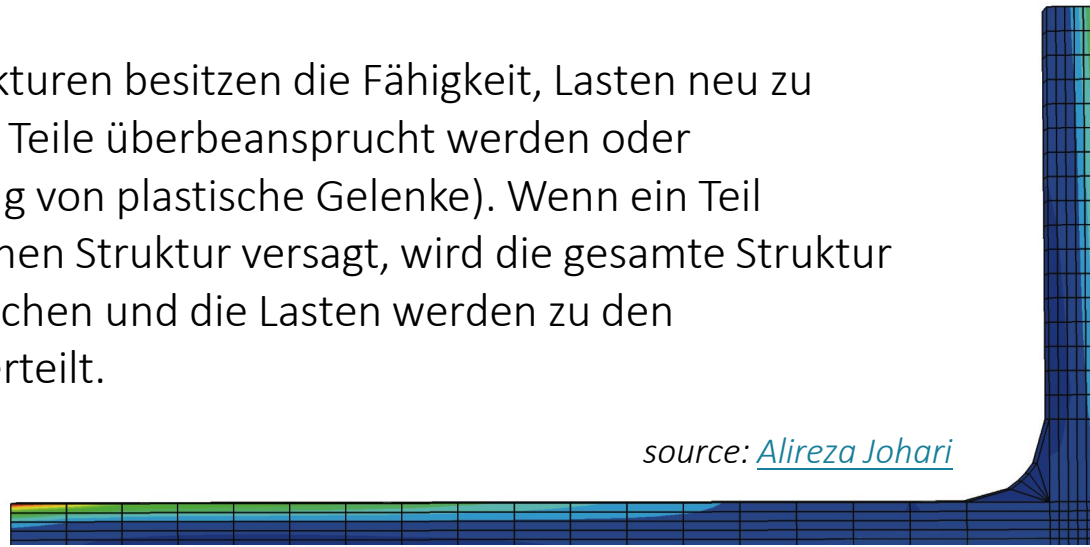 kturen besitzen die Fähigkeit, Lasten neu zu
Teile überbeansprucht werden oder
g von plastische Gelenke). Wenn ein Teil
nen Struktur versagt, wird die gesamte Struktur
chen und die Lasten werden zu den
erteilt.
source: Alireza Johari